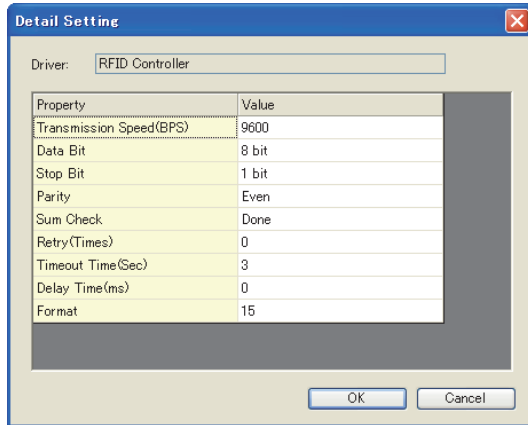 Detail Setting
Driver: RFID Controller
Property Value
Transmission Speed(BPS) 9600
Data Bit 8 bit
Stop Bit 1 bit
Parity Even
Sum Check Done
Retry(Times) 0
Timeout Time(Sec) 3
Delay Time(ms) 0
Format 15
OK Cancel